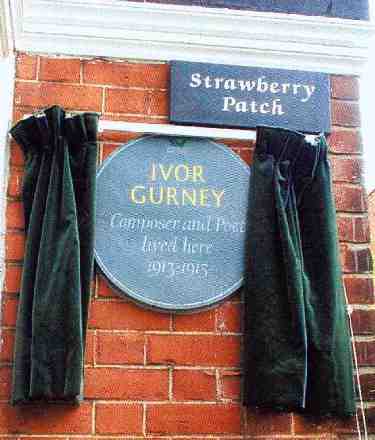 Strawberry
Patch
IVOR
GURNEY
Composer and Poet
lived here
1913-1915